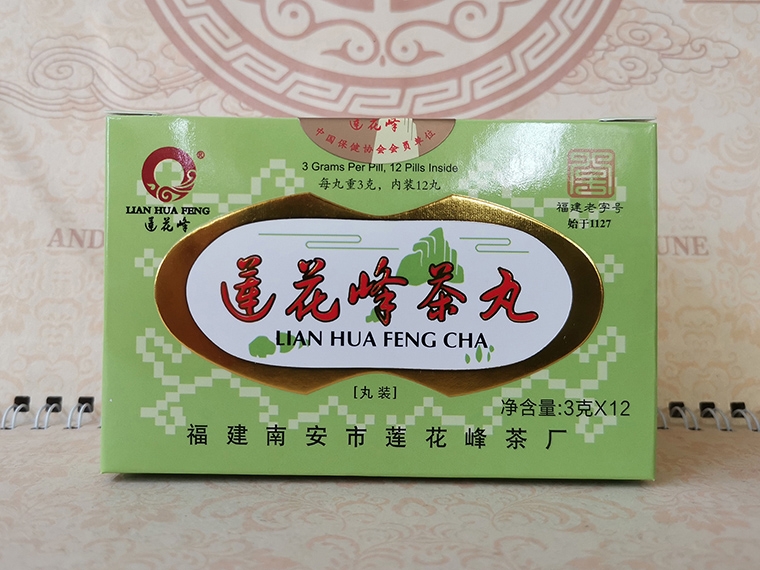 莲花峰
中国保健协会会员单位
3 Grams Per Pill, 12 Pills Inside
每丸重3克，内装12丸
®
LIAN HUA FENG
莲花峰
福建老字号
始于1127
AND
UNE
莲花峰茶丸
LIAN HUA FENG CHA
[丸装]
净含量:3克X12
福建南安市莲花峰茶厂